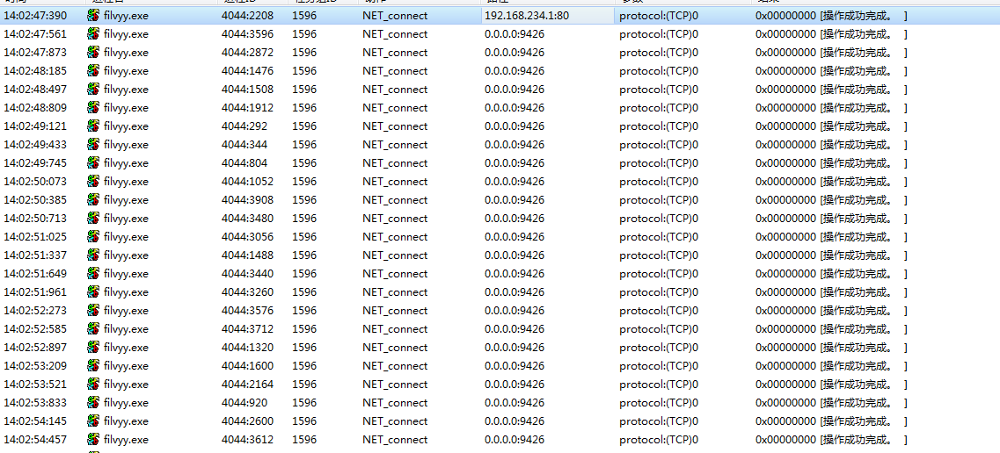 14:02:47:390 filvyy.exe 4044:2208 1596 NET_connect 192.168.234.1:80 protocol:(TCP)0 0x00000000 [操作成功完成。 ]
14:02:47:561 filvyy.exe 4044:3596 1596 NET_connect 0.0.0.0:9426 protocol:(TCP)0 0x00000000 [操作成功完成。 ]
14:02:47:873 filvyy.exe 4044:2872 1596 NET_connect 0.0.0.0:9426 protocol:(TCP)0 0x00000000 [操作成功完成。 ]
14:02:48:185 filvyy.exe 4044:1476 1596 NET_connect 0.0.0.0:9426 protocol:(TCP)0 0x00000000 [操作成功完成。 ]
14:02:48:497 filvyy.exe 4044:1508 1596 NET_connect 0.0.0.0:9426 protocol:(TCP)0 0x00000000 [操作成功完成。 ]
14:02:48:809 filvyy.exe 4044:1912 1596 NET_connect 0.0.0.0:9426 protocol:(TCP)0 0x00000000 [操作成功完成。 ]
14:02:49:121 filvyy.exe 4044:292 1596 NET_connect 0.0.0.0:9426 protocol:(TCP)0 0x00000000 [操作成功完成。 ]
14:02:49:433 filvyy.exe 4044:344 1596 NET_connect 0.0.0.0:9426 protocol:(TCP)0 0x00000000 [操作成功完成。 ]
14:02:49:745 filvyy.exe 4044:804 1596 NET_connect 0.0.0.0:9426 protocol:(TCP)0 0x00000000 [操作成功完成。 ]
14:02:50:073 filvyy.exe 4044:1052 1596 NET_connect 0.0.0.0:9426 protocol:(TCP)0 0x00000000 [操作成功完成。 ]
14:02:50:385 filvyy.exe 4044:3908 1596 NET_connect 0.0.0.0:9426 protocol:(TCP)0 0x00000000 [操作成功完成。 ]
14:02:50:713 filvyy.exe 4044:3480 1596 NET_connect 0.0.0.0:9426 protocol:(TCP)0 0x00000000 [操作成功完成。 ]
14:02:51:025 filvyy.exe 4044:3056 1596 NET_connect 0.0.0.0:9426 protocol:(TCP)0 0x00000000 [操作成功完成。 ]
14:02:51:337 filvyy.exe 4044:1488 1596 NET_connect 0.0.0.0:9426 protocol:(TCP)0 0x00000000 [操作成功完成。 ]
14:02:51:649 filvyy.exe 4044:3440 1596 NET_connect 0.0.0.0:9426 protocol:(TCP)0 0x00000000 [操作成功完成。 ]
14:02:51:961 filvyy.exe 4044:3260 1596 NET_connect 0.0.0.0:9426 protocol:(TCP)0 0x00000000 [操作成功完成。 ]
14:02:52:273 filvyy.exe 4044:3576 1596 NET_connect 0.0.0.0:9426 protocol:(TCP)0 0x00000000 [操作成功完成。 ]
14:02:52:585 filvyy.exe 4044:3712 1596 NET_connect 0.0.0.0:9426 protocol:(TCP)0 0x00000000 [操作成功完成。 ]
14:02:52:897 filvyy.exe 4044:1320 1596 NET_connect 0.0.0.0:9426 protocol:(TCP)0 0x00000000 [操作成功完成。 ]
14:02:53:209 filvyy.exe 4044:1600 1596 NET_connect 0.0.0.0:9426 protocol:(TCP)0 0x00000000 [操作成功完成。 ]
14:02:53:521 filvyy.exe 4044:2164 1596 NET_connect 0.0.0.0:9426 protocol:(TCP)0 0x00000000 [操作成功完成。 ]
14:02:53:833 filvyy.exe 4044:920 1596 NET_connect 0.0.0.0:9426 protocol:(TCP)0 0x00000000 [操作成功完成。 ]
14:02:54:145 filvyy.exe 4044:2600 1596 NET_connect 0.0.0.0:9426 protocol:(TCP)0 0x00000000 [操作成功完成。 ]
14:02:54:457 filvyy.exe 4044:3612 1596 NET_connect 0.0.0.0:9426 protocol:(TCP)0 0x00000000 [操作成功完成。 ]